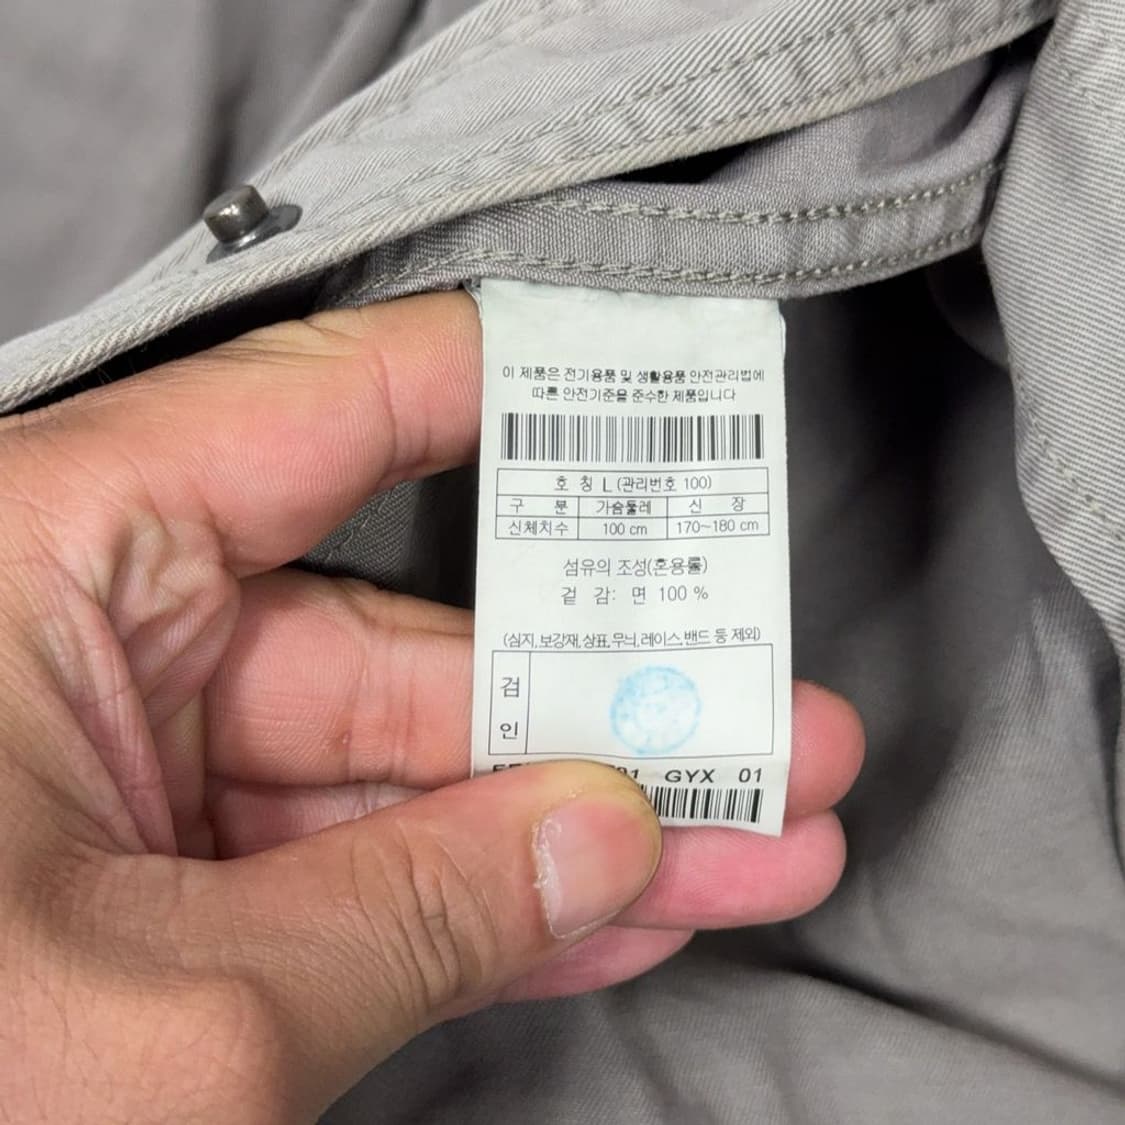 이 제품은 전기용품 및 생활용품 안전관리법에
따른 안전기준을 준수한 제품입니다
호 칭 L (관리번호 100)
구 분 가슴둘레 신 장
신체치수 100 cm 170~180 cm
섬유의 조성(혼용률)
겉 감: 면 100 %
(심지,보강재,상표,무늬,레이스,밴드 등 제외)
검
인
GYX 01